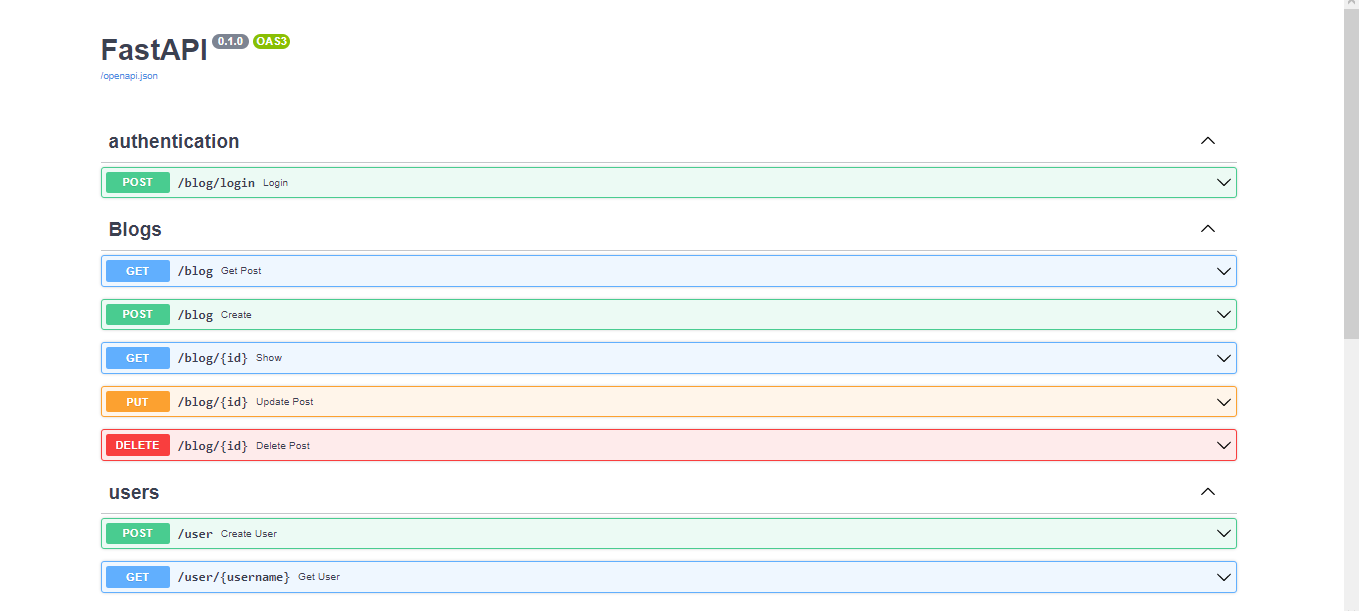 FastAPI 0.1.0 OAS3
/openapi.json
authentication
POST /blog/login Login
Blogs
GET /blog Get Post
POST /blog Create
GET /blog/{id} Show
PUT /blog/{id} Update Post
DELETE /blog/{id} Delete Post
users
POST /user Create User
GET /user/{username} Get User